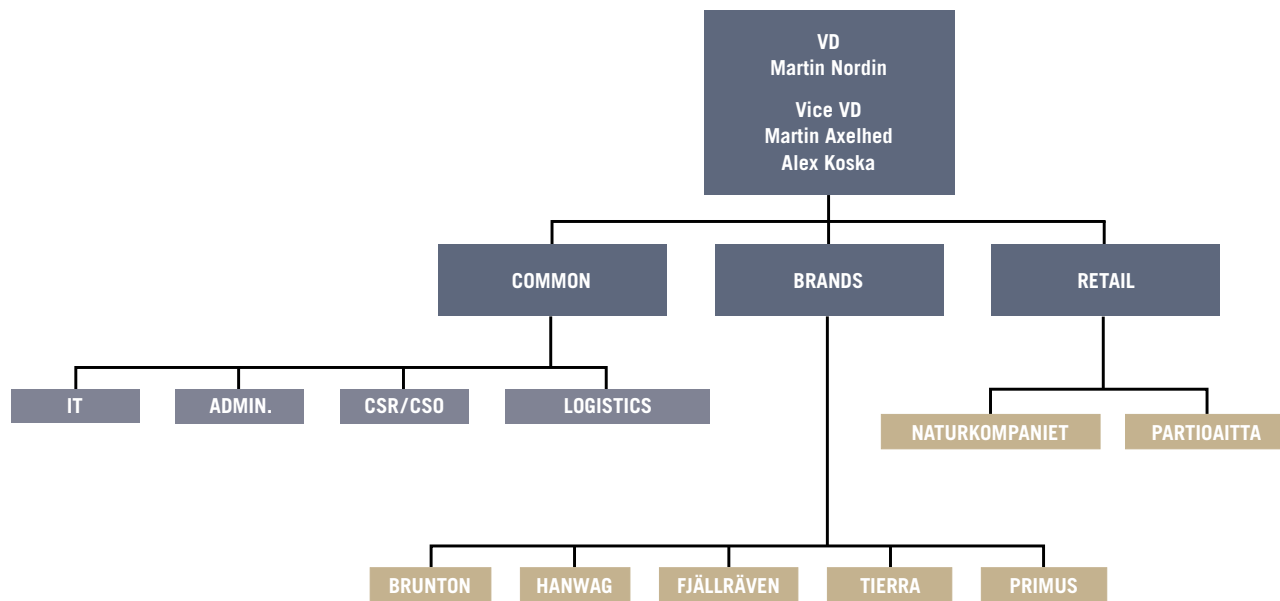 VD
Martin Nordin
Vice VD
Martin Axelhed
Alex Koska
COMMON
BRANDS
RETAIL
IT
ADMIN.
CSR/CSO
LOGISTICS
NATURKOMPANIET
PARTIOAITTA
BRUNTON
HANWAG
FJÄLLRÄVEN
TIERRA
PRIMUS